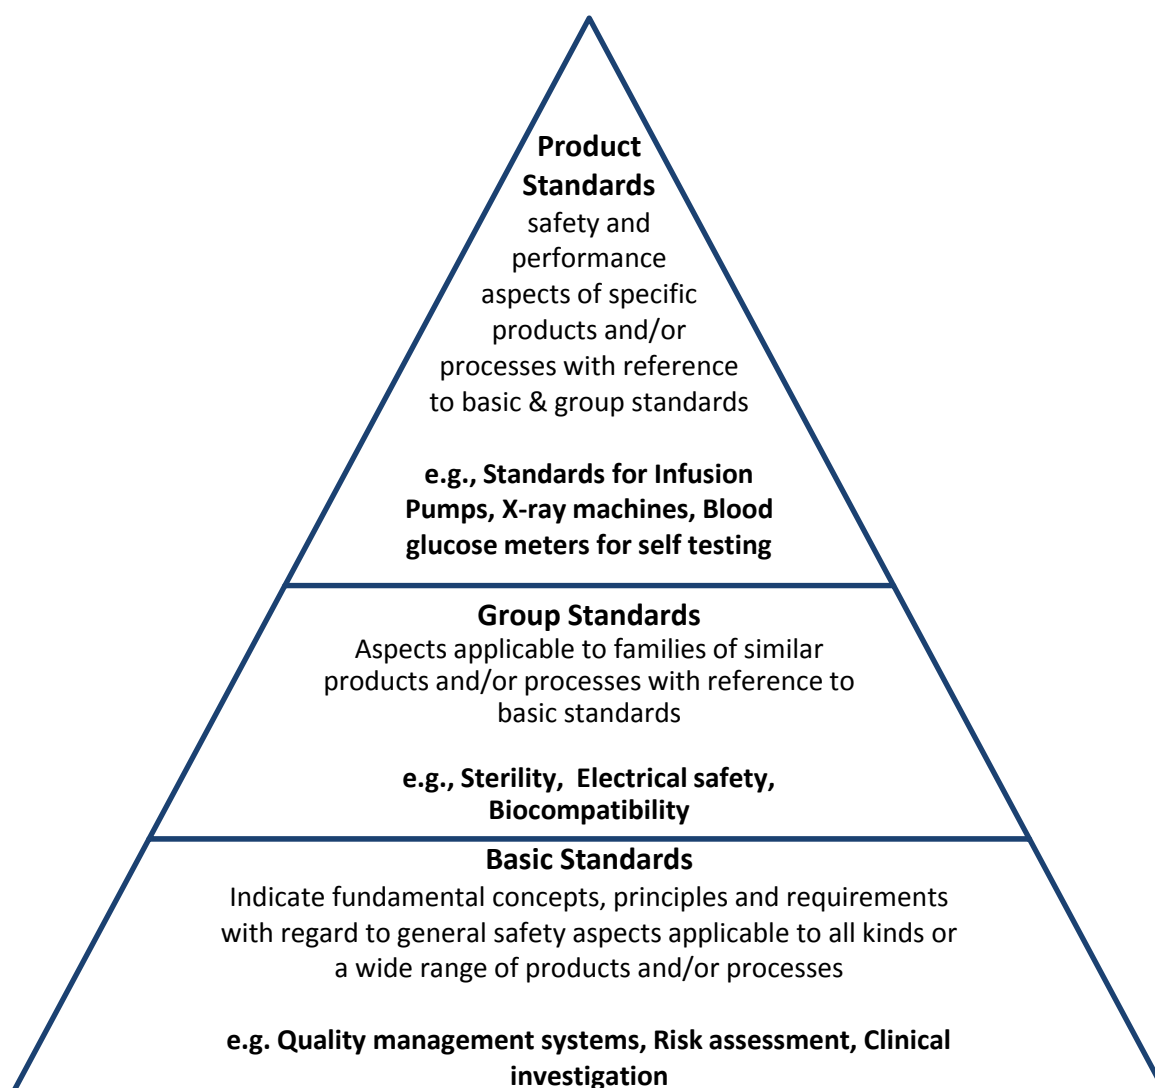 Product
Standards
safety and
performance
aspects of specific
products and/or
processes with reference
to basic & group standards
e.g., Standards for Infusion
Pumps, X-ray machines, Blood
glucose meters for self testing
Group Standards
Aspects applicable to families of similar
products and/or processes with reference to
basic standards
e.g., Sterility, Electrical safety,
Biocompatibility
Basic Standards
Indicate fundamental concepts, principles and requirements
with regard to general safety aspects applicable to all kinds or
a wide range of products and/or processes
e.g. Quality management systems, Risk assessment, Clinical
investigation